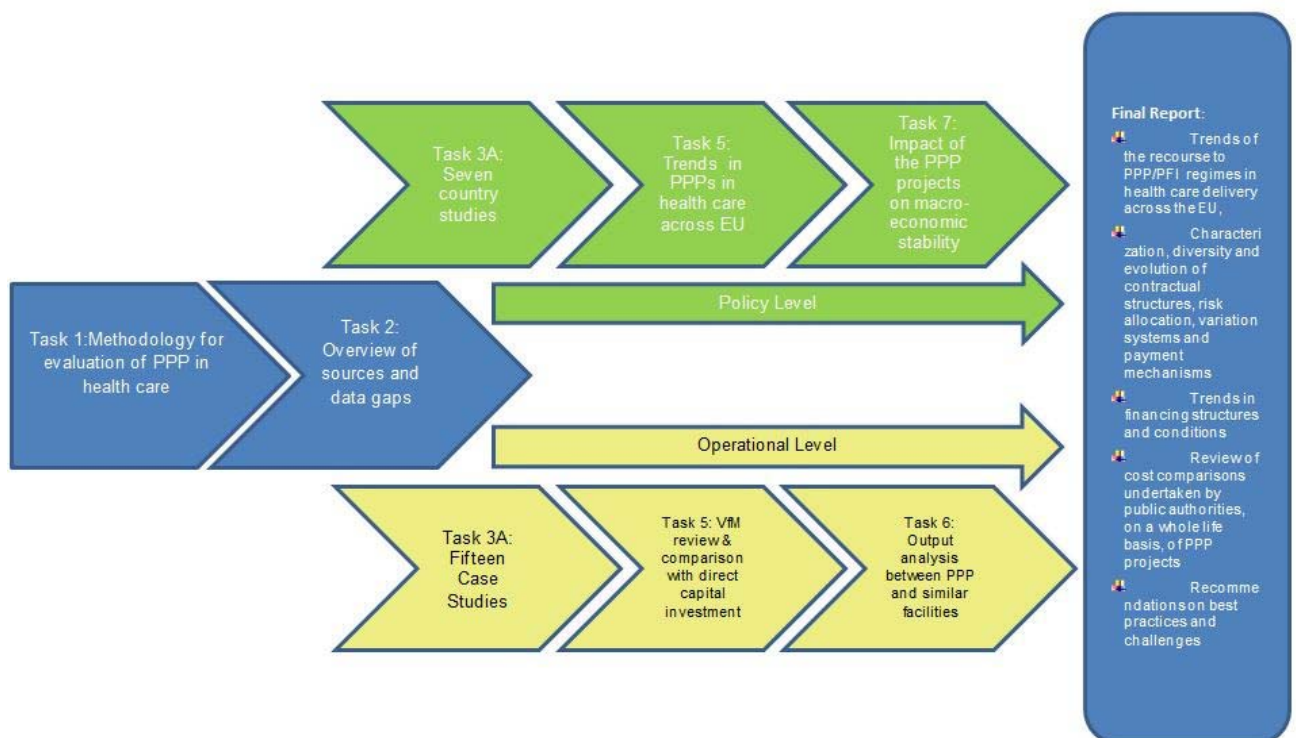 Task 1:Methodology for
evaluation of PPP in
health care
Task 2:
Overview of
sources and
data gaps
Task 3A:
Seven
country
studies
Task 5:
Trends in
PPPs in
health care
across EU
Task 7:
Impact of
the PPP
projects
on macro-
economic
stability
Policy Level
Operational Level
Task 3A:
Fifteen
Case
Studies
Task 5: VfM
review &
comparison
with direct
capital
investment
Task 6:
Output
analysis
between PPP
and similar
facilities
Final Report:
Trends of
the recourse to
PPP/PFI regimes in
health care delivery
across the EU,
Characteri
zation, diversity and
evolution of
contractual
structures, risk
allocation, variation
systems and
payment
mechanisms
Trends in
financing structures
and conditions
Review of
cost comparisons
undertaken by
public authorities,
on a whole life
basis, of PPP
projects
Recomme
ndations on best
practices and
challenges